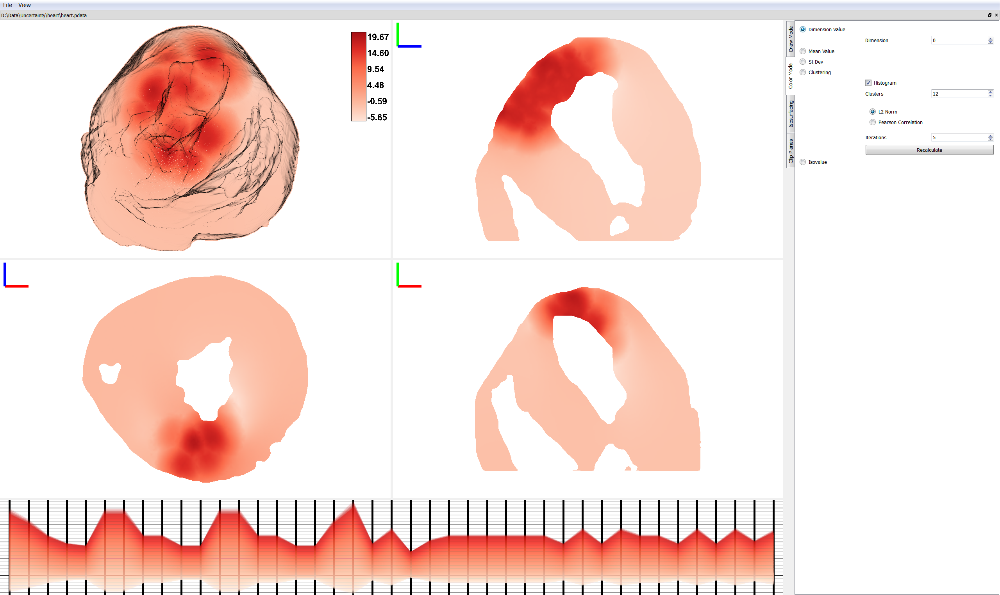 File View
D:\Data\Uncertainty\heart\heart.pdata
19.67
14.60
9.54
4.48
-0.59
-5.65
Draw Mode
Color Mode
Isosurfacing
Clip Planes
Dimension Value
Dimension 0
Mean Value
St Dev
Clustering
Histogram
Clusters 12
L2 Norm
Pearson Correlation
Iterations 5
Recalculate
Isovalue